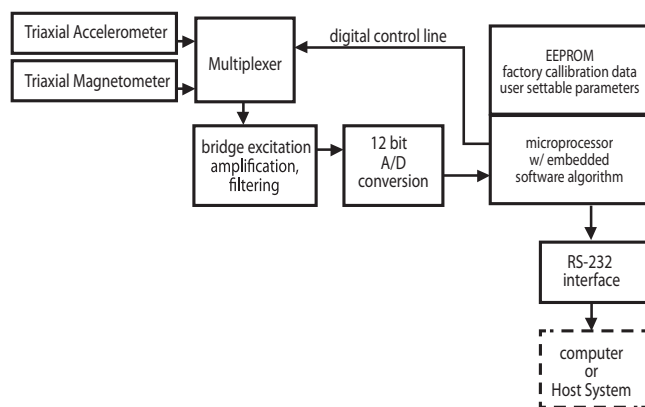 Triaxial Accelerometer
Triaxial Magnetometer
Multiplexer
digital control line
EEPROM
factory callibration data
user settable parameters
bridge excitation
amplification,
filtering
12 bit
A/D
conversion
microprocessor
w/ embedded
software algorithm
RS-232
interface
computer
or
Host System